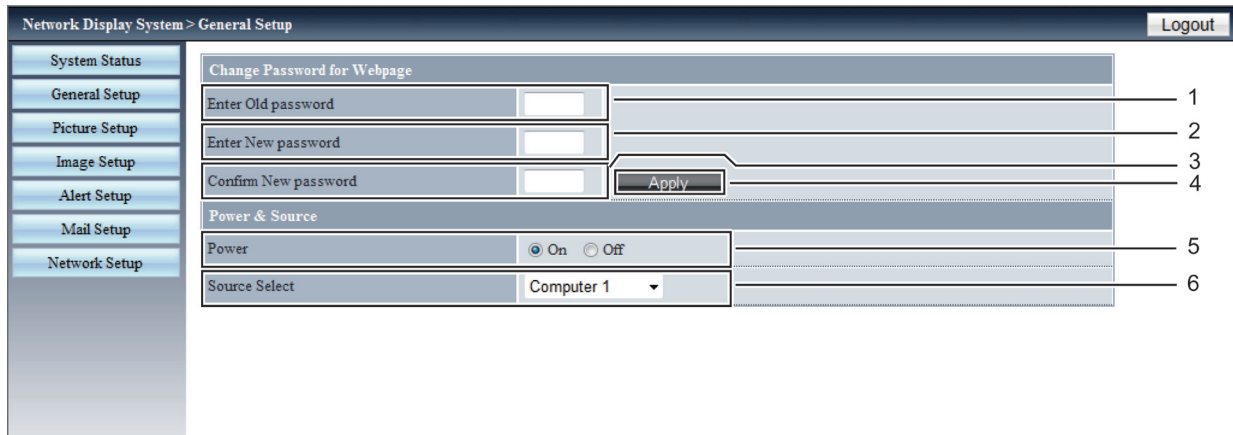 Network Display System > General Setup
Logout
System Status
General Setup
Picture Setup
Image Setup
Alert Setup
Mail Setup
Network Setup
Change Password for Webpage
Enter Old password
1
Enter New password
2
Confirm New password
Apply
3
4
Power & Source
Power
On
Off
5
Source Select
Computer 1
6